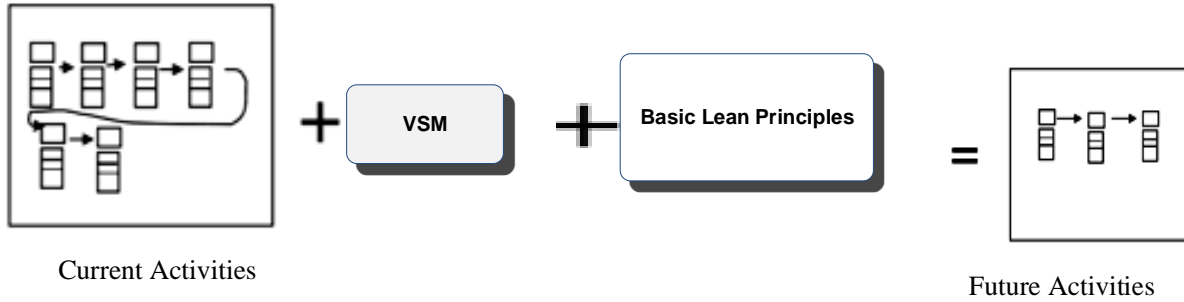 VSM
Basic Lean Principles
=
Current Activities
Future Activities